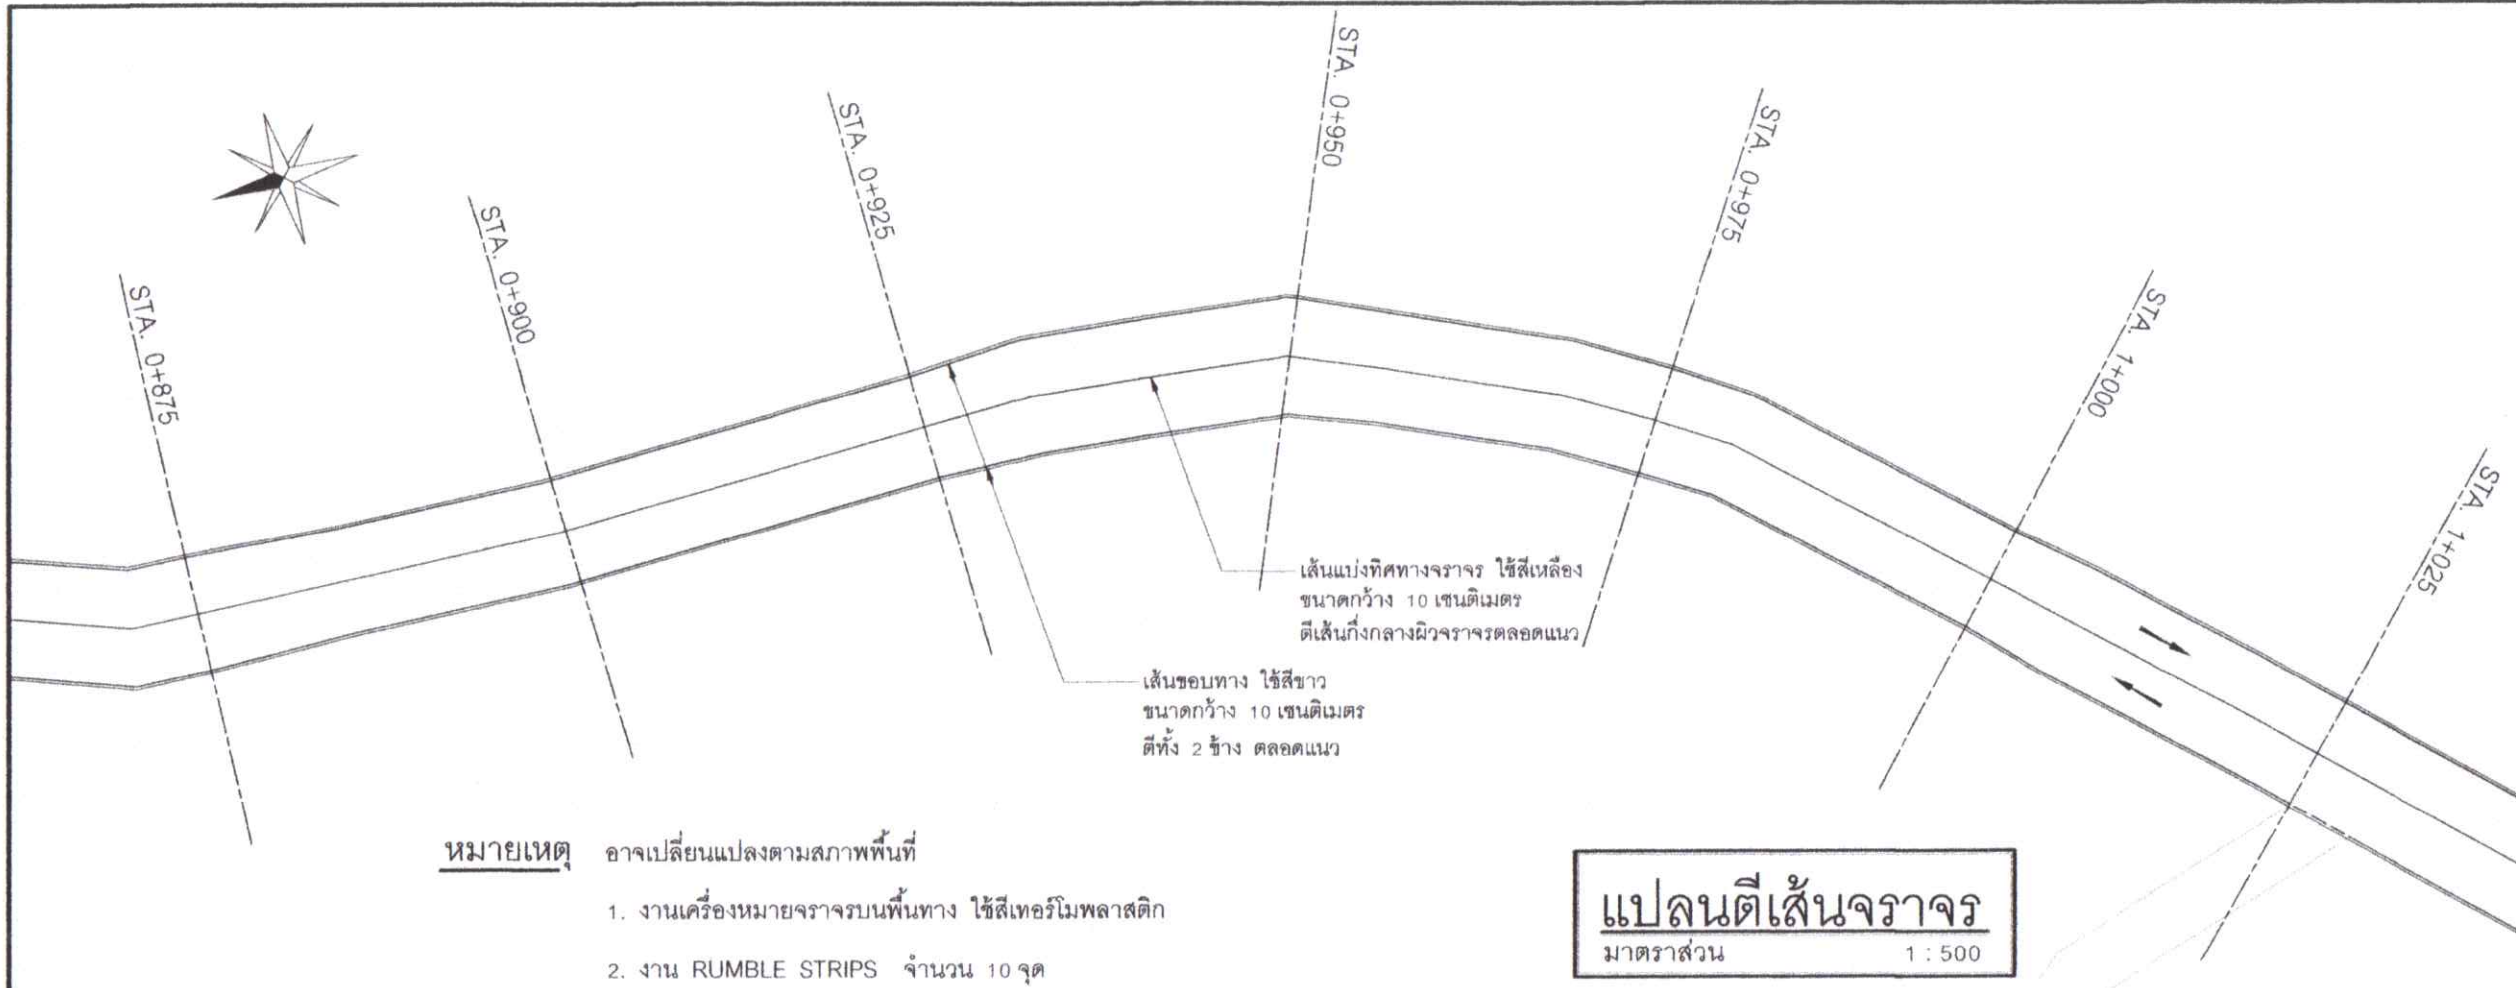 STA. 0+875
STA. 0+900
STA. 0+925
STA. 0+950
STA. 0+975
STA. 1+000
STA. 1+025
เส้นแบ่งทิศทางจราจร ใช้สีเหลือง
ขนาดกว้าง 10 เซนติเมตร
ตีเส้นกึ่งกลางผิวจราจรตลอดแนว
เส้นขอบทาง ใช้สีขาว
ขนาดกว้าง 10 เซนติเมตร
ตีทั้ง 2 ข้าง ตลอดแนว
หมายเหตุ อาจเปลี่ยนแปลงตามสภาพพื้นที่
1. งานเครื่องหมายจราจรบนพื้นทาง ใช้สีเทอร์โมพลาสติก
2. งาน RUMBLE STRIPS จำนวน 10 จุด
แปลนตีเส้นจราจร
มาตราส่วน 1 : 500